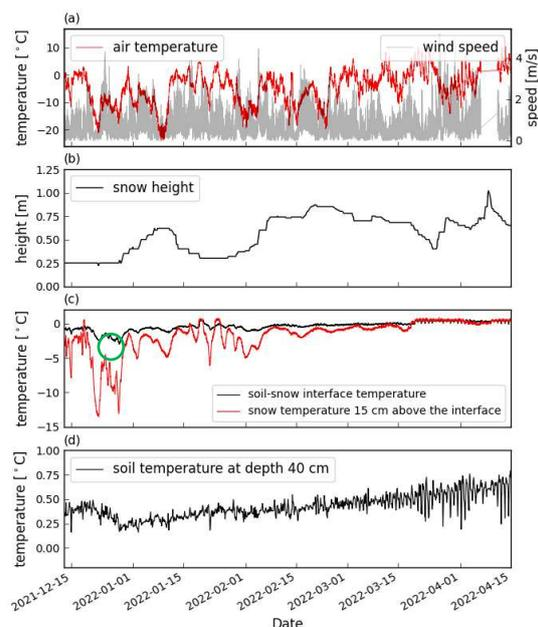 (a)
air temperature
wind speed
temperature [°C]
10
0
−10
−20
speed [m/s]
4
2
0
(b)
snow height
height [m]
1.25
1.00
0.75
0.50
0.25
0.00
(c)
temperature [°C]
0
−5
−10
−15
soil-snow interface temperature
snow temperature 15 cm above the interface
(d)
soil temperature at depth 40 cm
temperature [°C]
1.00
0.75
0.50
0.25
0.00
2021-12-15
2022-01-01
2022-01-15
2022-02-01
2022-02-15
2022-03-01
2022-03-15
2022-04-01
2022-04-15
Date